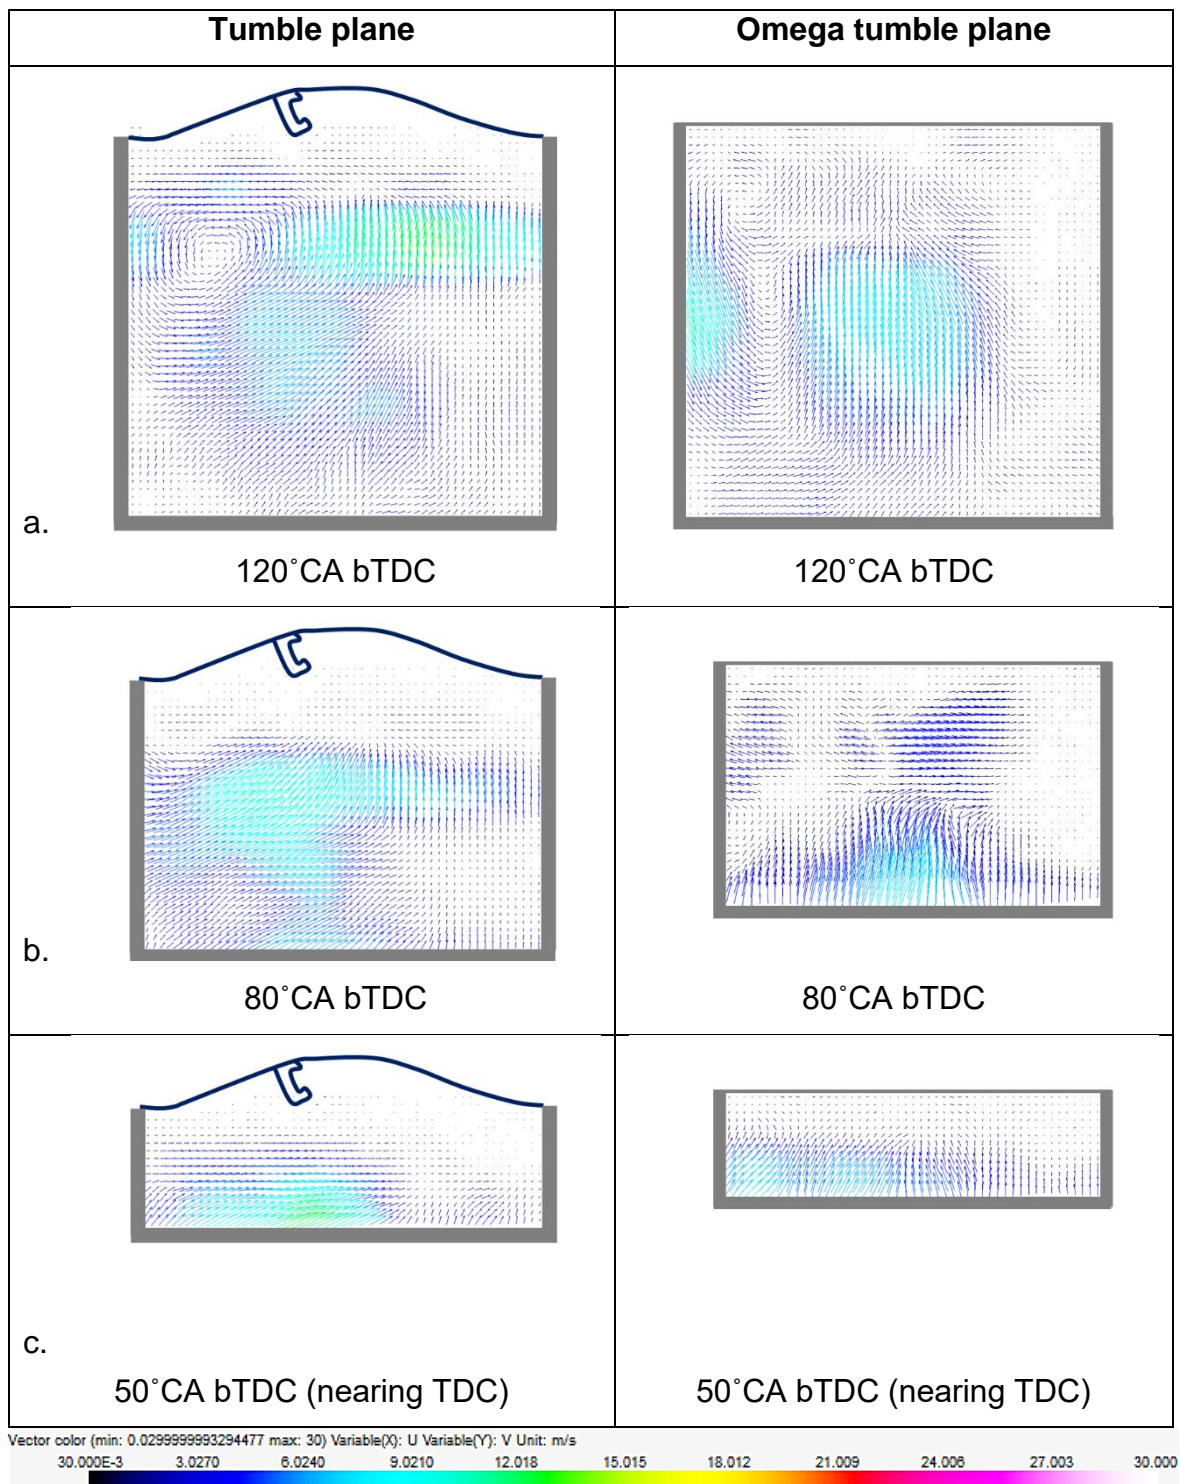 Tumble plane
Omega tumble plane
a.
120˚CA bTDC
120˚CA bTDC
b.
80˚CA bTDC
80˚CA bTDC
c.
50˚CA bTDC (nearing TDC)
50˚CA bTDC (nearing TDC)
Vector color (min: 0.0299999993294477 max: 30) Variable(X): U Variable(Y): V Unit: m/s
30.000E-3 3.0270 6.0240 9.0210 12.018 15.015 18.012 21.009 24.006 27.003 30.000